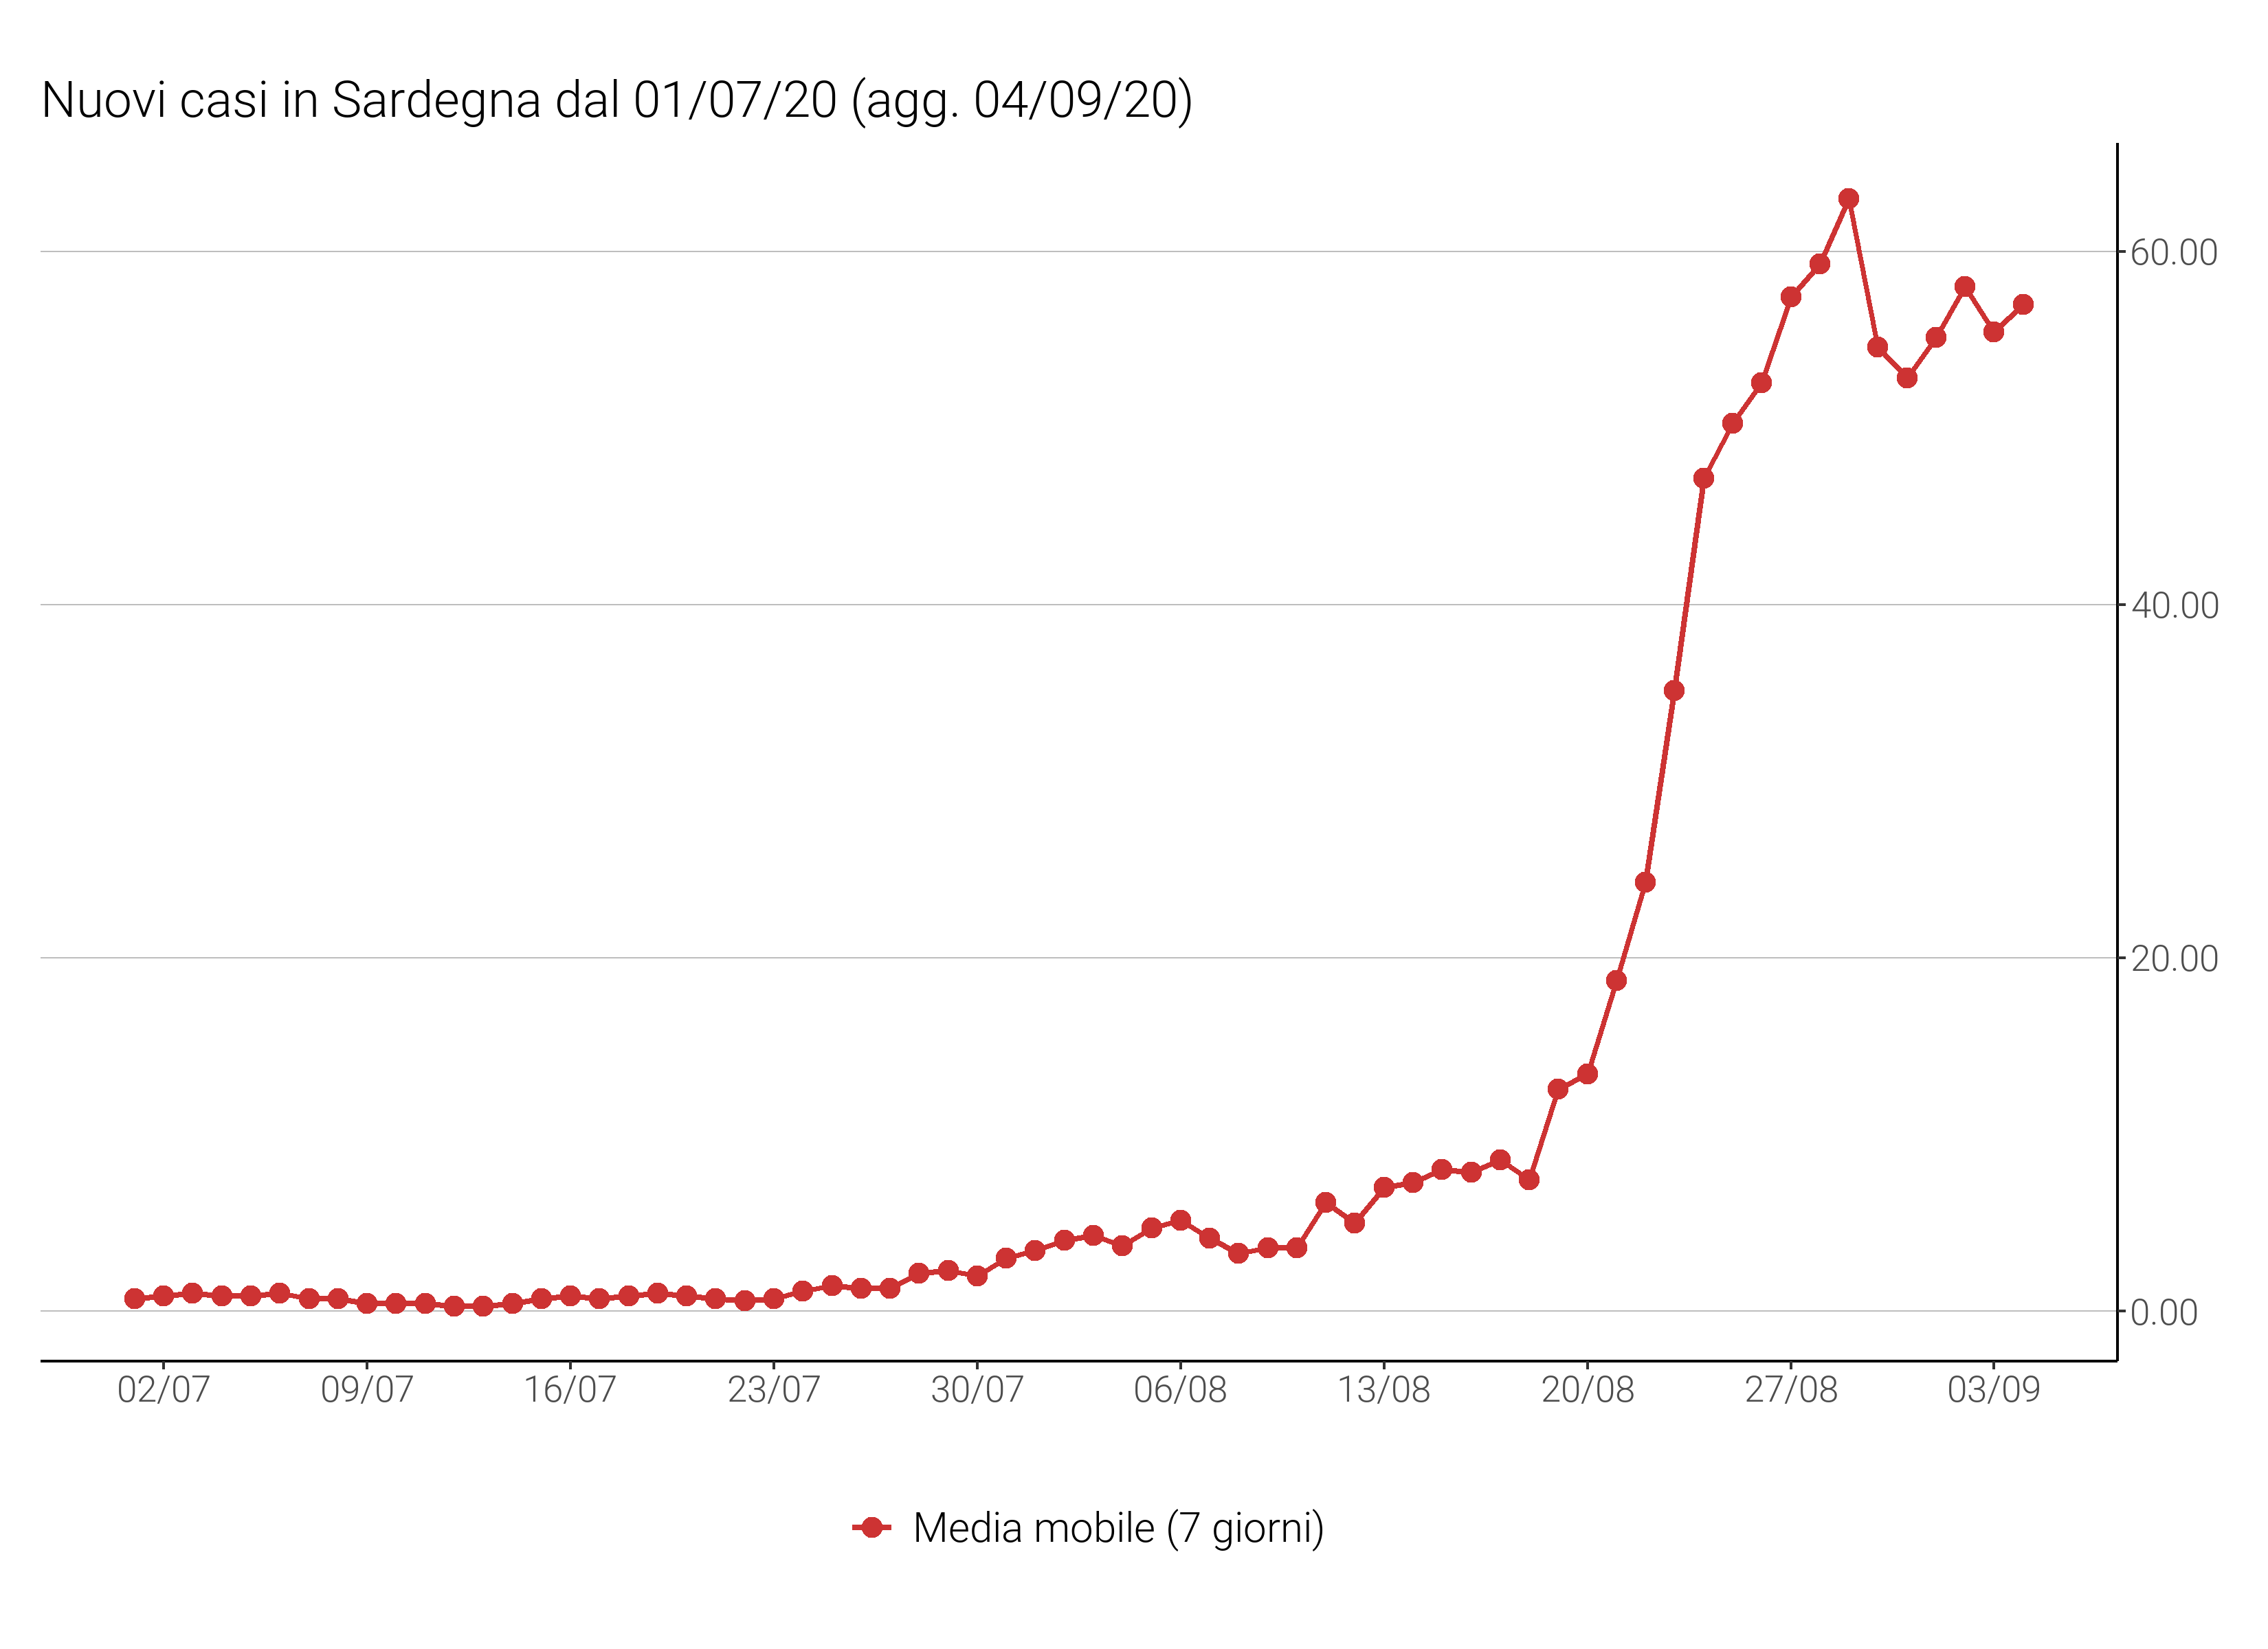 Nuovi casi in Sardegna dal 01/07/20 (agg. 04/09/20)
60.00
40.00
20.00
0.00
02/07 09/07 16/07 23/07 30/07 06/08 13/08 20/08 27/08 03/09
Media mobile (7 giorni)